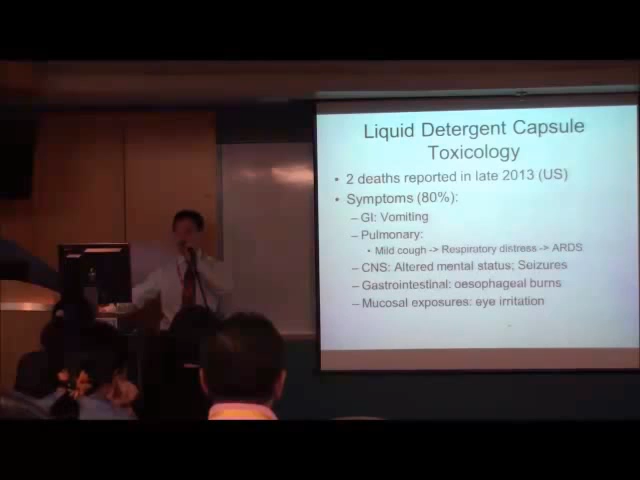 Liquid Detergent Capsule
Toxicology
• 2 deaths reported in late 2013 (US)
• Symptoms (80%):
– GI: Vomiting
– Pulmonary:
• Mild cough -> Respiratory distress -> ARDS
– CNS: Altered mental status; Seizures
– Gastrointestinal: oesophageal burns
– Mucosal exposures: eye irritation